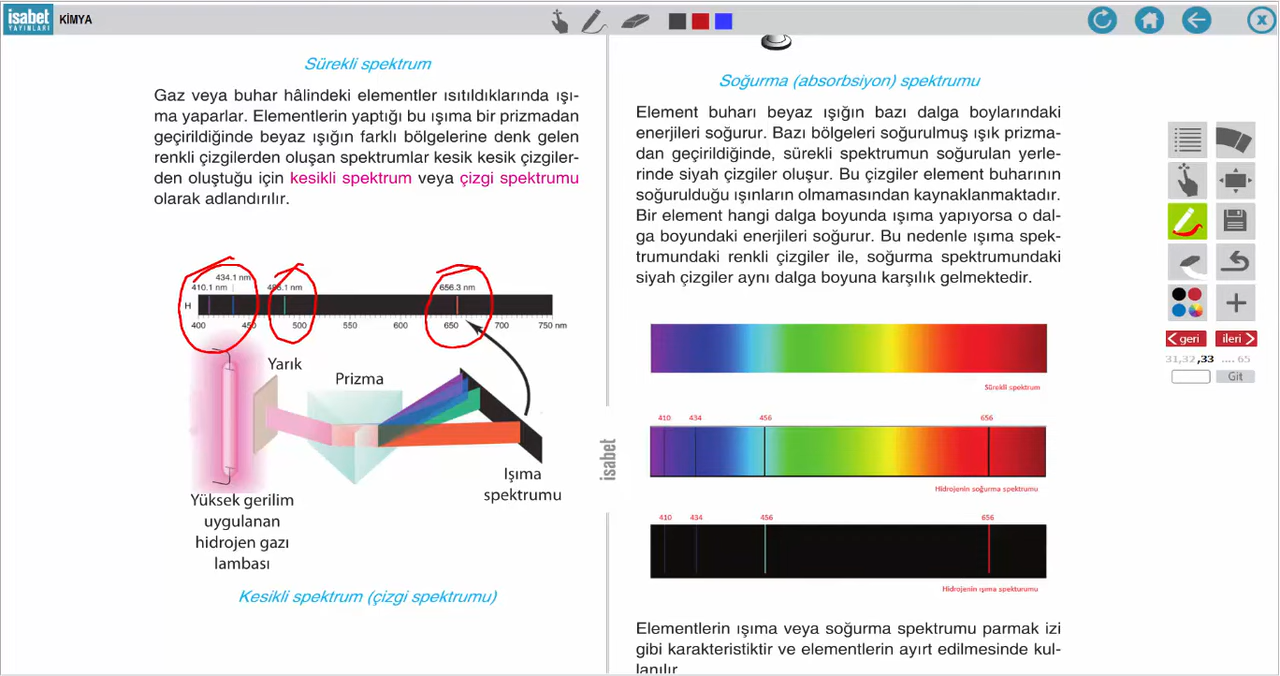 isabet
YAYINLARI
KİMYA
Sürekli spektrum
Gaz veya buhar hâlindeki elementler ısıtıldıklarında ışı-
ma yaparlar. Elementlerin yaptığı bu ışıma bir prizmadan
geçirildiğinde beyaz ışığın farklı bölgelerine denk gelen
renkli çizgilerden oluşan spektrumlar kesik kesik çizgiler-
den oluştuğu için kesikli spektrum veya çizgi spektrumu
olarak adlandırılır.
434.1 nm
410.1 nm
656.3 nm
H
400
500
550
600
650
700
750 nm
Yarık
Prizma
Işıma
spektrumu
Yüksek gerilim
uygulanan
hidrojen gazı
lambası
Kesikli spektrum (çizgi spektrumu)
isabet
Soğurma (absorbsiyon) spektrumu
Element buharı beyaz ışığın bazı dalga boylarındaki
enerjileri soğurur. Bazı bölgeleri soğurulmuş ışık prizma-
dan geçirildiğinde, sürekli spektrumun soğurulan yerle-
rinde siyah çizgiler oluşur. Bu çizgiler element buharının
soğurulduğu ışınların olmamasından kaynaklanmaktadır.
Bir element hangi dalga boyunda ışıma yapıyorsa o dal-
ga boyundaki enerjileri soğurur. Bu nedenle ışıma spek-
trumundaki renkli çizgiler ile, soğurma spektrumundaki
siyah çizgiler aynı dalga boyuna karşılık gelmektedir.
Sürekli spektrum
410 434 456 656
Hidrojenin soğurma spektrumu
410 434 456 656
Hidrojenin ışıma spekturumu
Elementlerin ışıma veya soğurma spektrumu parmak izi
gibi karakteristiktir ve elementlerin ayırt edilmesinde kul-
lanılır
geri
ileri
31,32,33 .... 65
Git